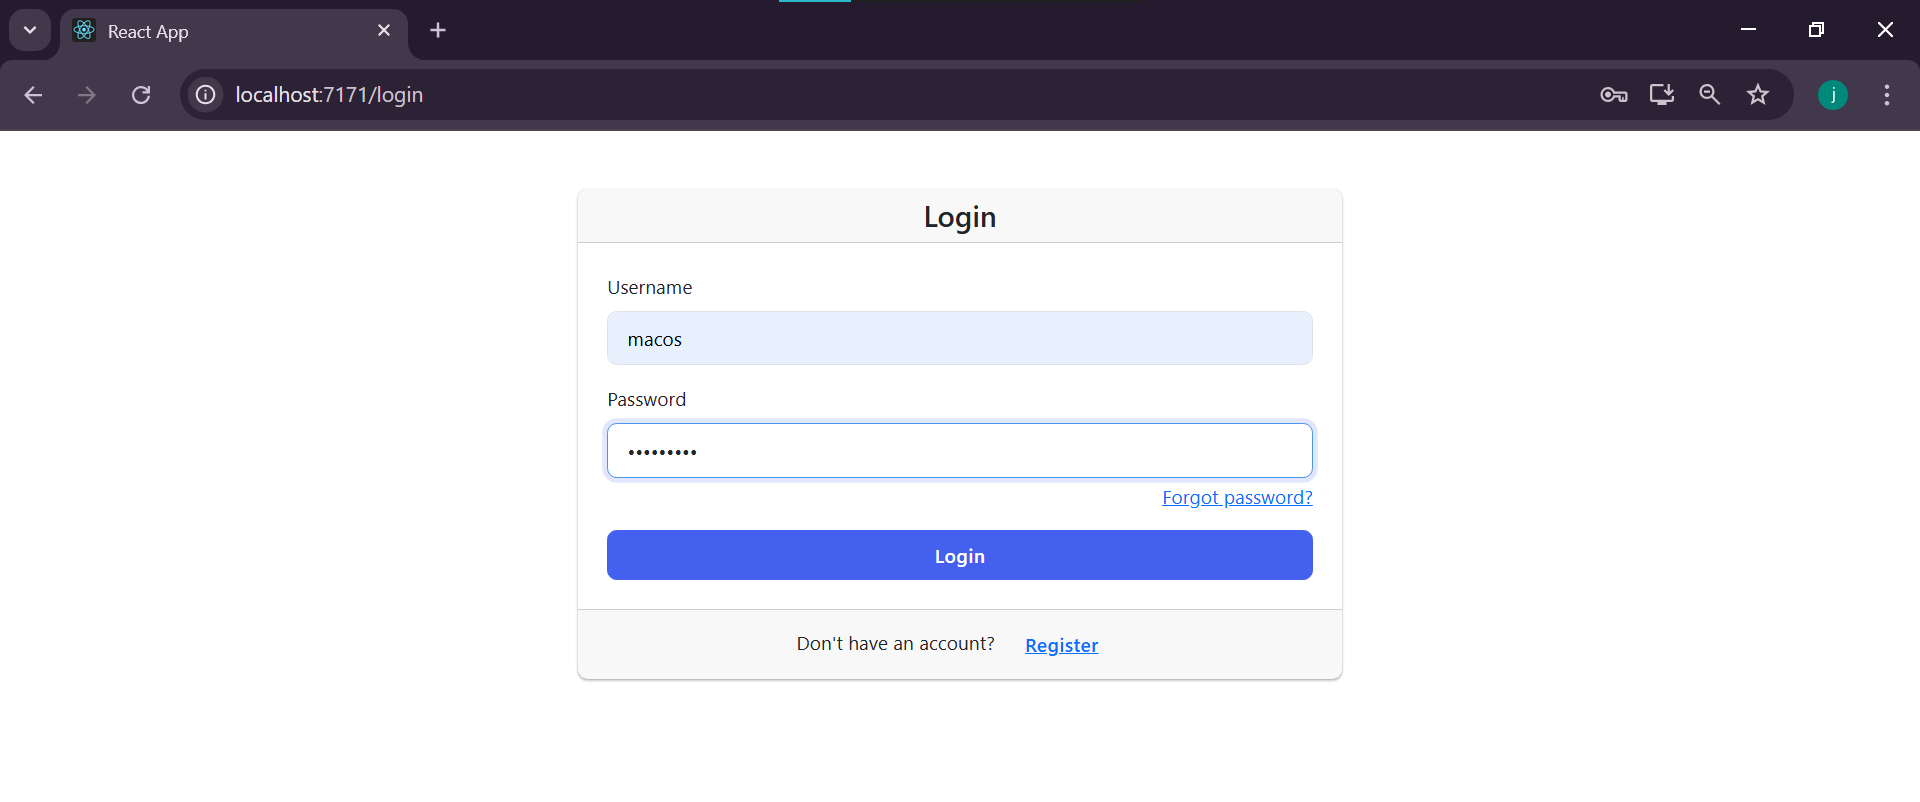 React App
localhost:7171/login
j
Login
Username
macos
Password
•••••••••
Forgot password?
Login
Don't have an account? Register